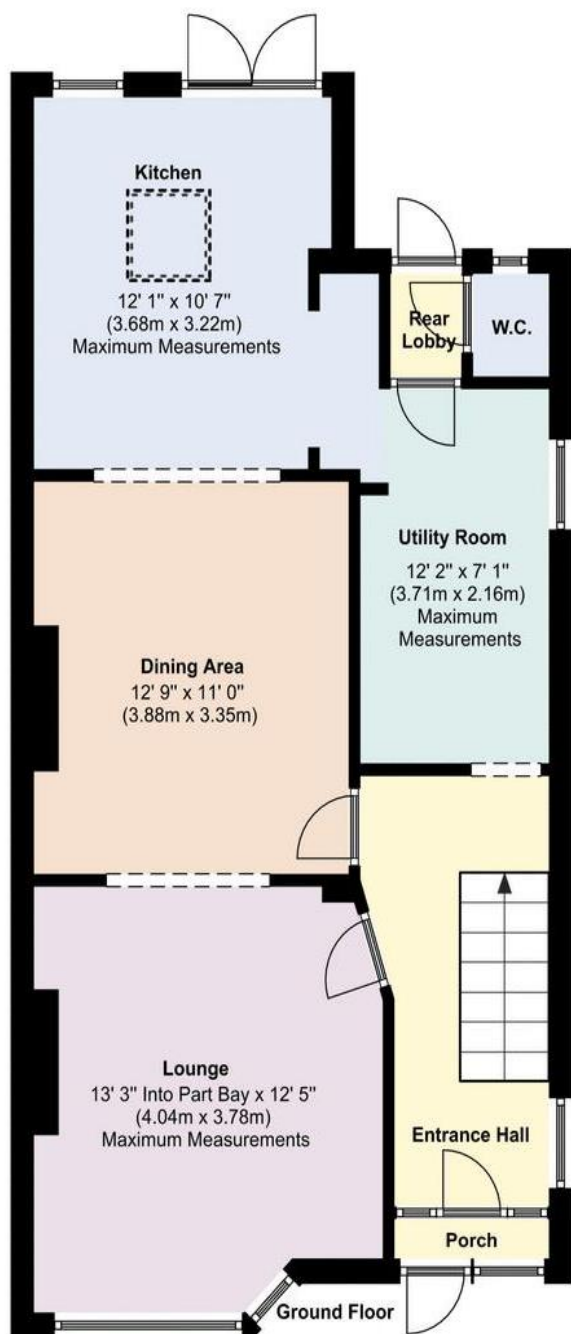 Kitchen
12' 1" x 10' 7"
(3.68m x 3.22m)
Maximum Measurements
Rear
Lobby
W.C.
Utility Room
12' 2" x 7' 1"
(3.71m x 2.16m)
Maximum
Measurements
Dining Area
12' 9" x 11' 0"
(3.88m x 3.35m)
Lounge
13' 3" Into Part Bay x 12' 5"
(4.04m x 3.78m)
Maximum Measurements
Entrance Hall
Porch
Ground Floor